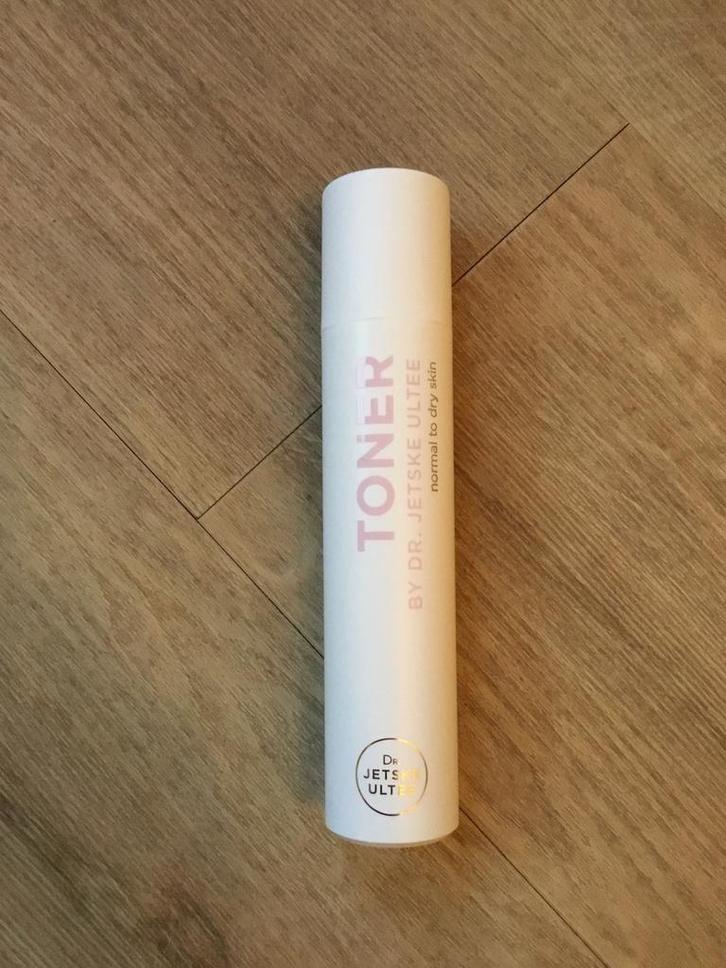 TONER
BY DR. JETSKE ULTEE
normal to dry skin
DR
JETSKE
ULTEE